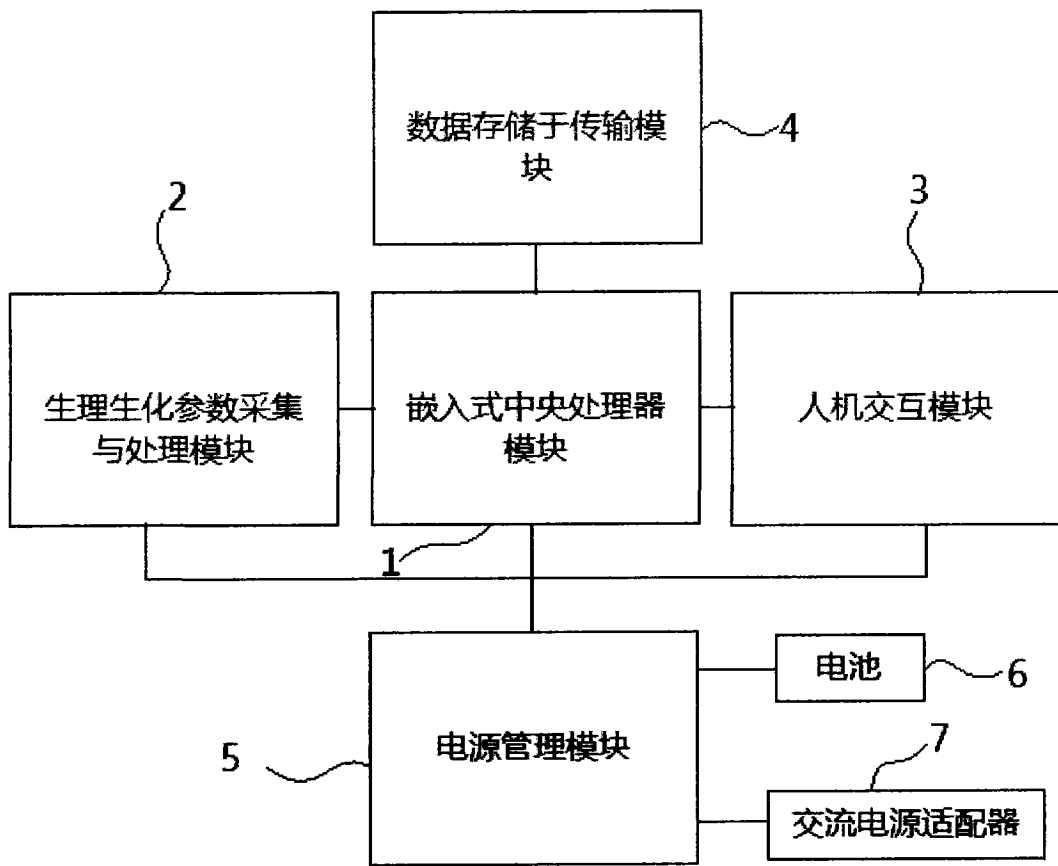 数据存储于传输模
块
4
2
3
生理生化参数采集
与处理模块
嵌入式中央处理器
模块
人机交互模块
1
电池
6
5
电源管理模块
7
交流电源适配器